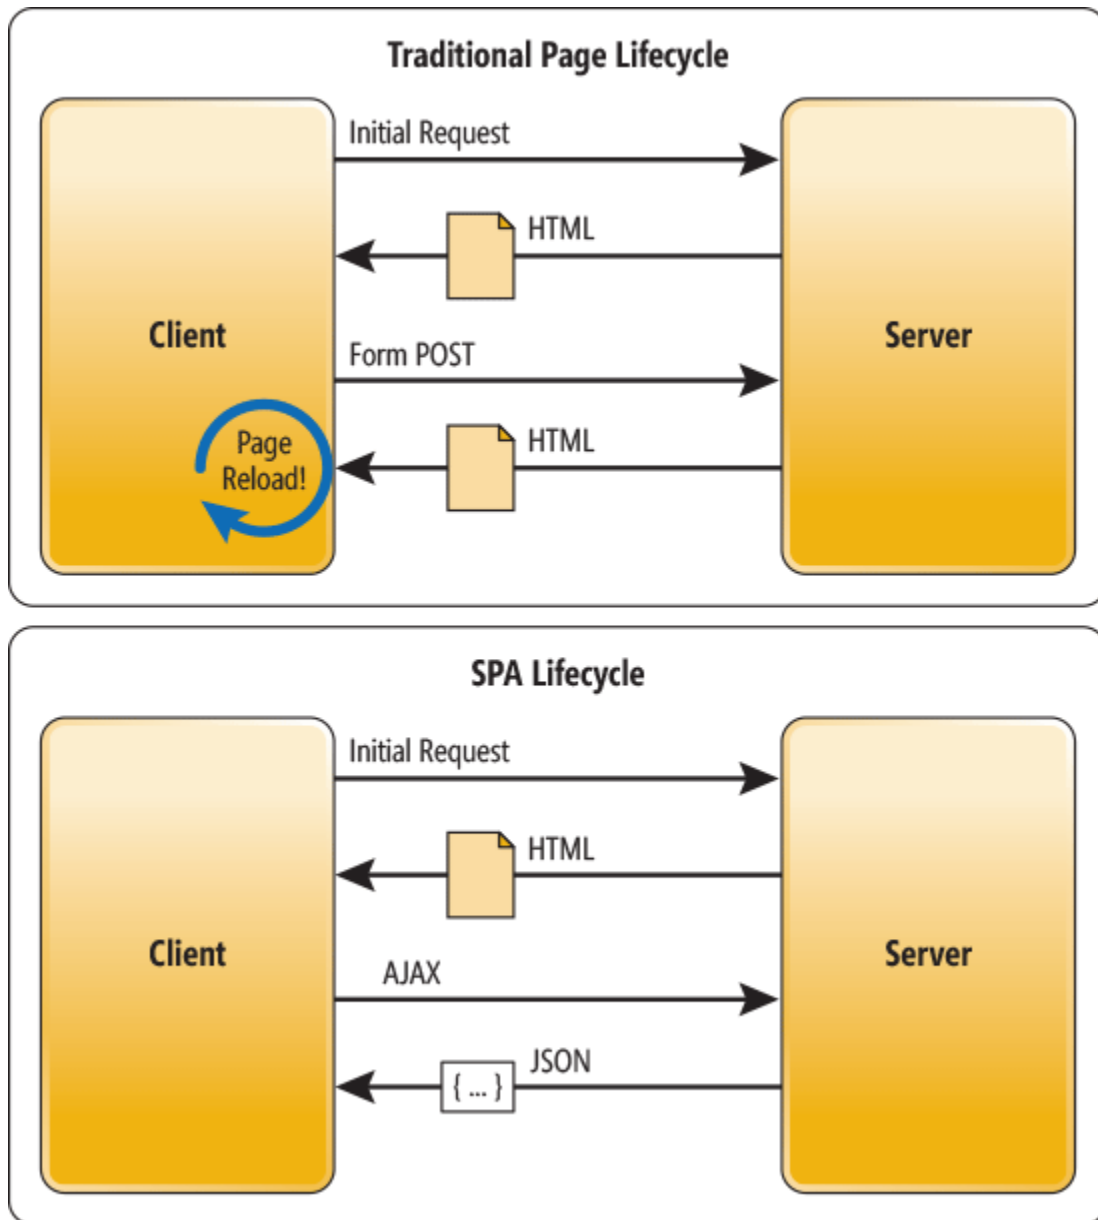 Traditional Page Lifecycle
Initial Request
HTML
Client
Server
Form POST
HTML
Page
Reload!
SPA Lifecycle
Initial Request
HTML
Client
Server
AJAX
JSON
{ ... }